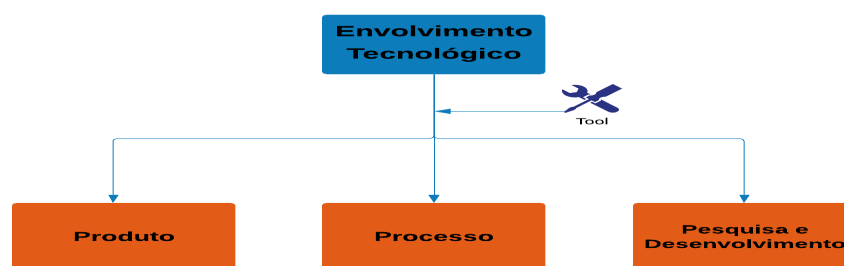 Envolvimento
Tecnológico
Tool
Produto
Processo
Pesquisa e
Desenvolvimento